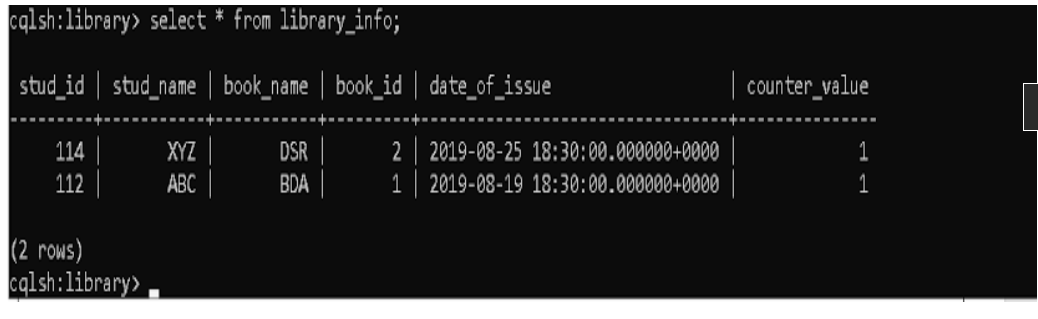 cqlsh:library> select * from library_info;
stud_id | stud_name | book_name | book_id | date_of_issue | counter_value
---------+-----------+-----------+---------+---------------------------------+---------------
114 | XYZ | DSR | 2 | 2019-08-25 18:30:00.000000+0000 | 1
112 | ABC | BDA | 1 | 2019-08-19 18:30:00.000000+0000 | 1
(2 rows)
cqlsh:library>